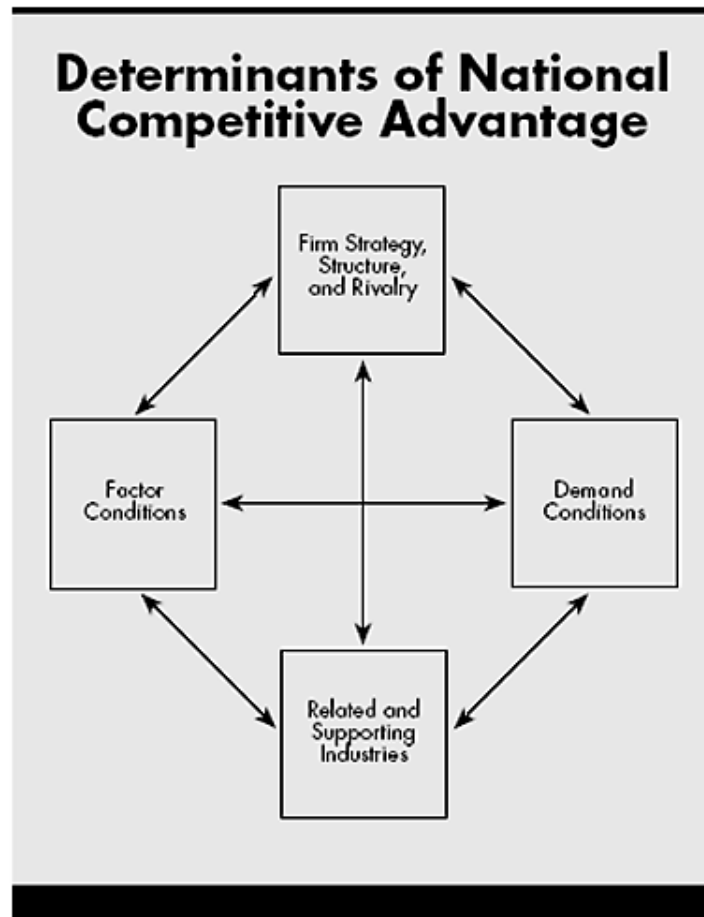 Determinants of National
Competitive Advantage
Firm Strategy,
Structure,
and Rivalry
Factor
Conditions
Demand
Conditions
Related and
Supporting
Industries